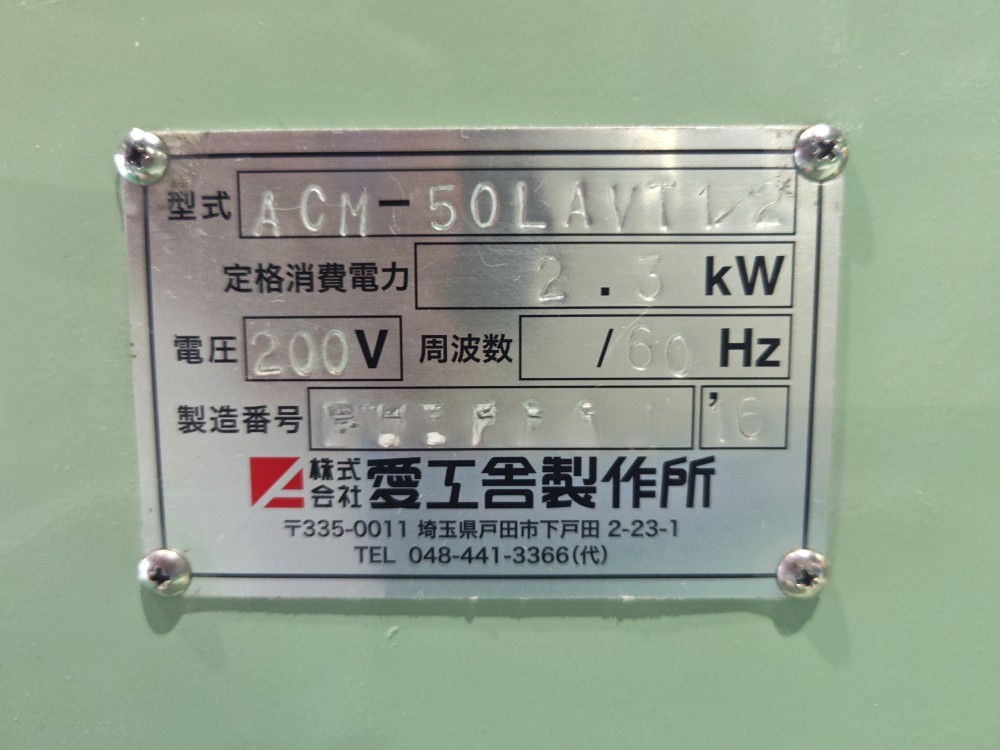 型式 ACM-50LAVT1/2
定格消費電力 2.3 kW
電圧 200V 周波数 /60 Hz
製造番号 '16
株式会社 愛工舎製作所
〒335-0011 埼玉県戸田市下戸田 2-23-1
TEL 048-441-3366(代)